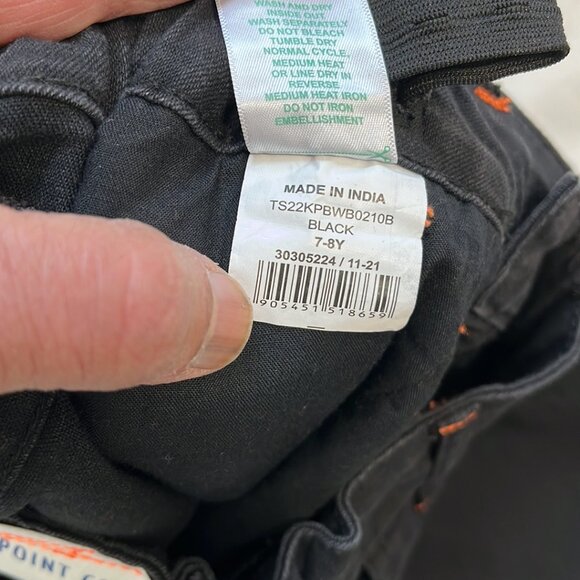 WASH AND DRY
INSIDE OUT
WASH SEPARATELY
DO NOT BLEACH
TUMBLE DRY
NORMAL CYCLE,
MEDIUM HEAT
OR LINE DRY IN
REVERSE
MEDIUM HEAT IRON
DO NOT IRON
EMBELLISHMENT
MADE IN INDIA
TS22KPBWB0210B
BLACK
7-8Y
30305224 / 11-21
905451 518659
POINT